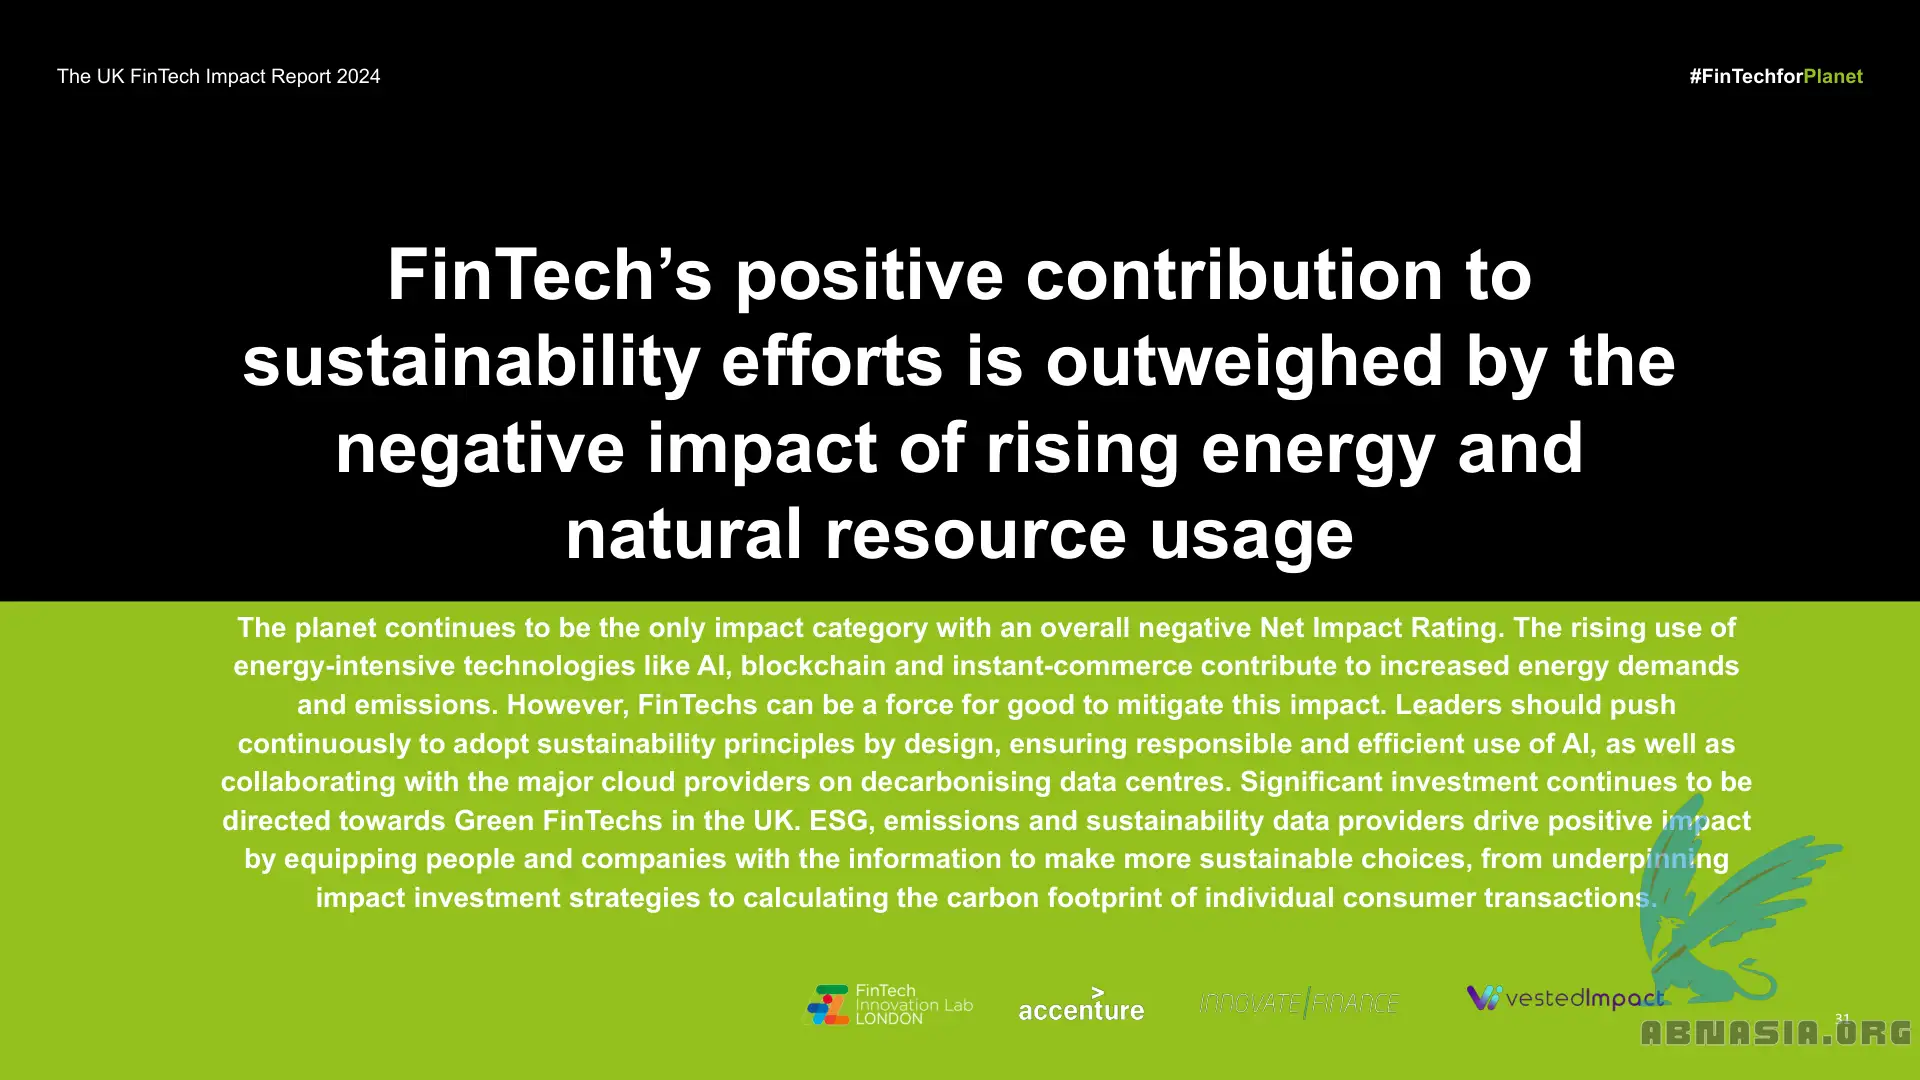 The UK FinTech Impact Report 2024
#FinTechforPlanet
FinTech’s positive contribution to
sustainability efforts is outweighed by the
negative impact of rising energy and
natural resource usage
The planet continues to be the only impact category with an overall negative Net Impact Rating. The rising use of
energy-intensive technologies like AI, blockchain and instant-commerce contribute to increased energy demands
and emissions. However, FinTechs can be a force for good to mitigate this impact. Leaders should push
continuously to adopt sustainability principles by design, ensuring responsible and efficient use of AI, as well as
collaborating with the major cloud providers on decarbonising data centres. Significant investment continues to be
directed towards Green FinTechs in the UK. ESG, emissions and sustainability data providers drive positive impact
by equipping people and companies with the information to make more sustainable choices, from underpinning
impact investment strategies to calculating the carbon footprint of individual consumer transactions.
FinTech
Innovation Lab
LONDON
accenture
INNOVATE FINANCE
vestedImpact
31
ABNASIA.ORG